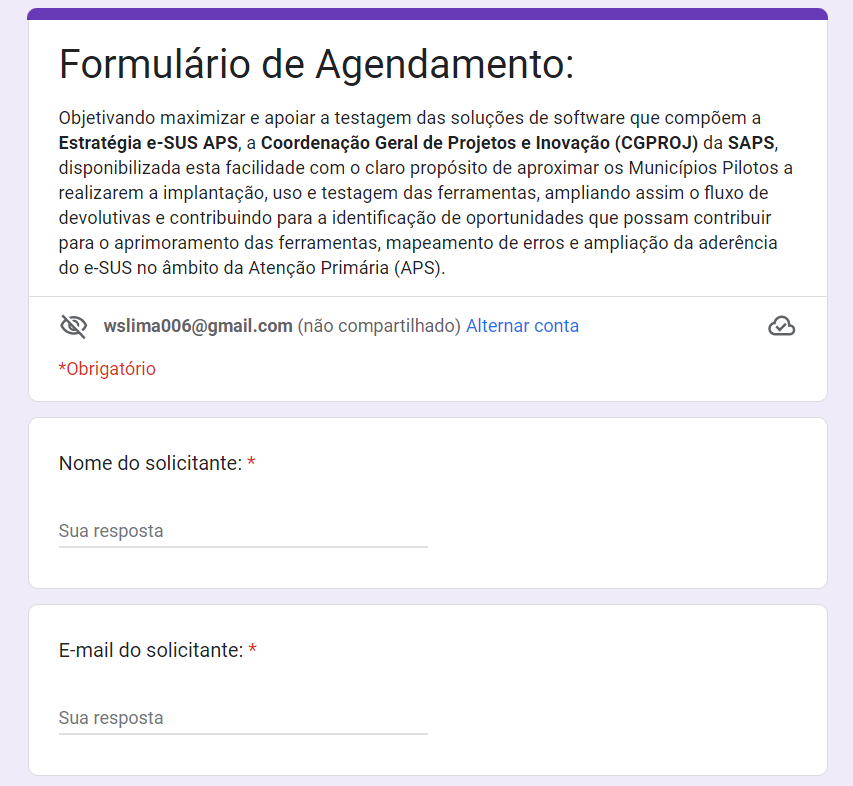 Formulário de Agendamento:
Objetivando maximizar e apoiar a testagem das soluções de software que compõem a
Estratégia e-SUS APS, a Coordenação Geral de Projetos e Inovação (CGPROJ) da SAPS,
disponibilizada esta facilidade com o claro propósito de aproximar os Municípios Pilotos a
realizarem a implantação, uso e testagem das ferramentas, ampliando assim o fluxo de
devolutivas e contribuindo para a identificação de oportunidades que possam contribuir
para o aprimoramento das ferramentas, mapeamento de erros e ampliação da aderência
do e-SUS no âmbito da Atenção Primária (APS).
wslima006@gmail.com (não compartilhado) Alternar conta
*Obrigatório
Nome do solicitante: *
Sua resposta
E-mail do solicitante: *
Sua resposta